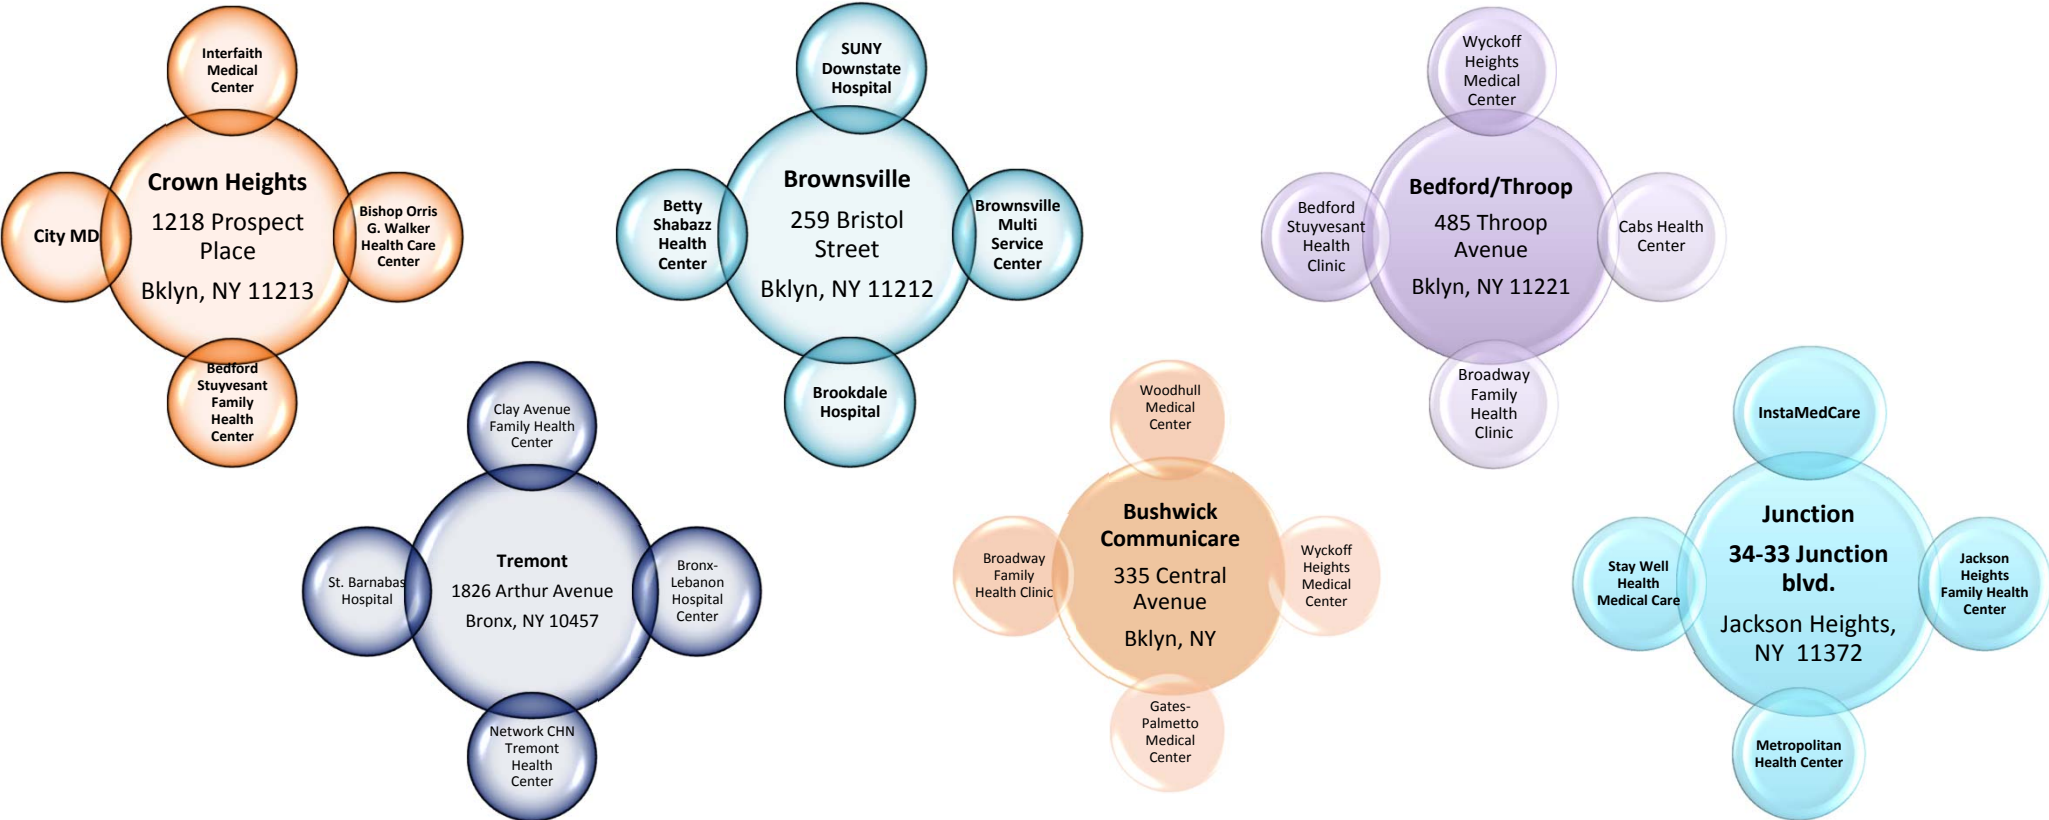 Interfaith
Medical
Center
Crown Heights
1218 Prospect
Place
Bklyn, NY 11213
City MD
Bishop Orris
G. Walker
Health Care
Center
Bedford
Stuyvesant
Family
Health
Center
SUNY
Downstate
Hospital
Brownsville
259 Bristol
Street
Bklyn, NY 11212
Betty
Shabazz
Health
Center
Brownsville
Multi
Service
Center
Brookdale
Hospital
Wyckoff
Heights
Medical
Center
Bedford/Throop
485 Throop
Avenue
Bklyn, NY 11221
Bedford
Stuyvesant
Health
Clinic
Cabs Health
Center
Broadway
Family
Health
Clinic
Clay Avenue
Family Health
Center
Tremont
1826 Arthur Avenue
Bronx, NY 10457
St. Barnabas
Hospital
Bronx-
Lebanon
Hospital
Center
Network CHN
Tremont
Health
Center
Woodhull
Medical
Center
Bushwick
Communicare
335 Central
Avenue
Bklyn, NY
Broadway
Family
Health Clinic
Wyckoff
Heights
Medical
Center
Gates-
Palmetto
Medical
Center
InstaMedCare
Junction
34-33 Junction
blvd.
Jackson Heights,
NY 11372
Stay Well
Health
Medical Care
Jackson
Heights
Family Health
Center
Metropolitan
Health Center